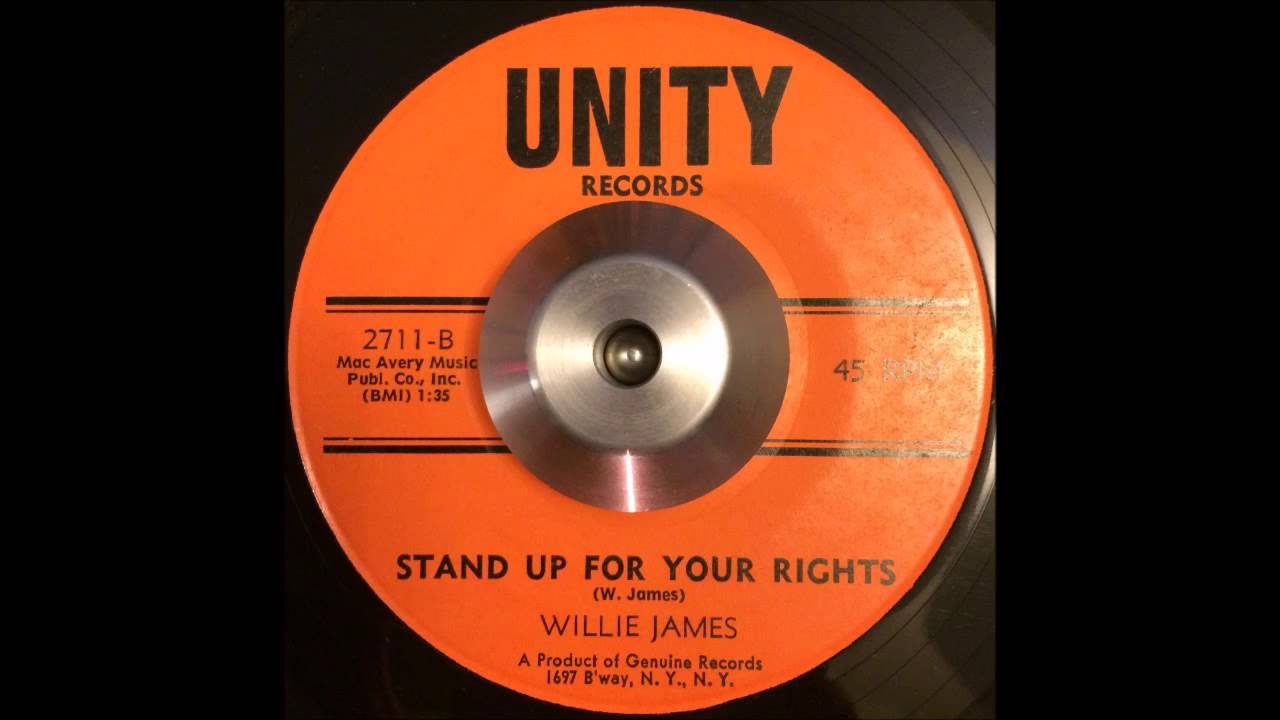 UNITY
RECORDS
2711-B
Mac Avery Music
Publ. Co., Inc.
(BMI) 1:35
45 RPM
STAND UP FOR YOUR RIGHTS
(W. James)
WILLIE JAMES
A Product of Genuine Records
1697 B'way, N. Y., N. Y.